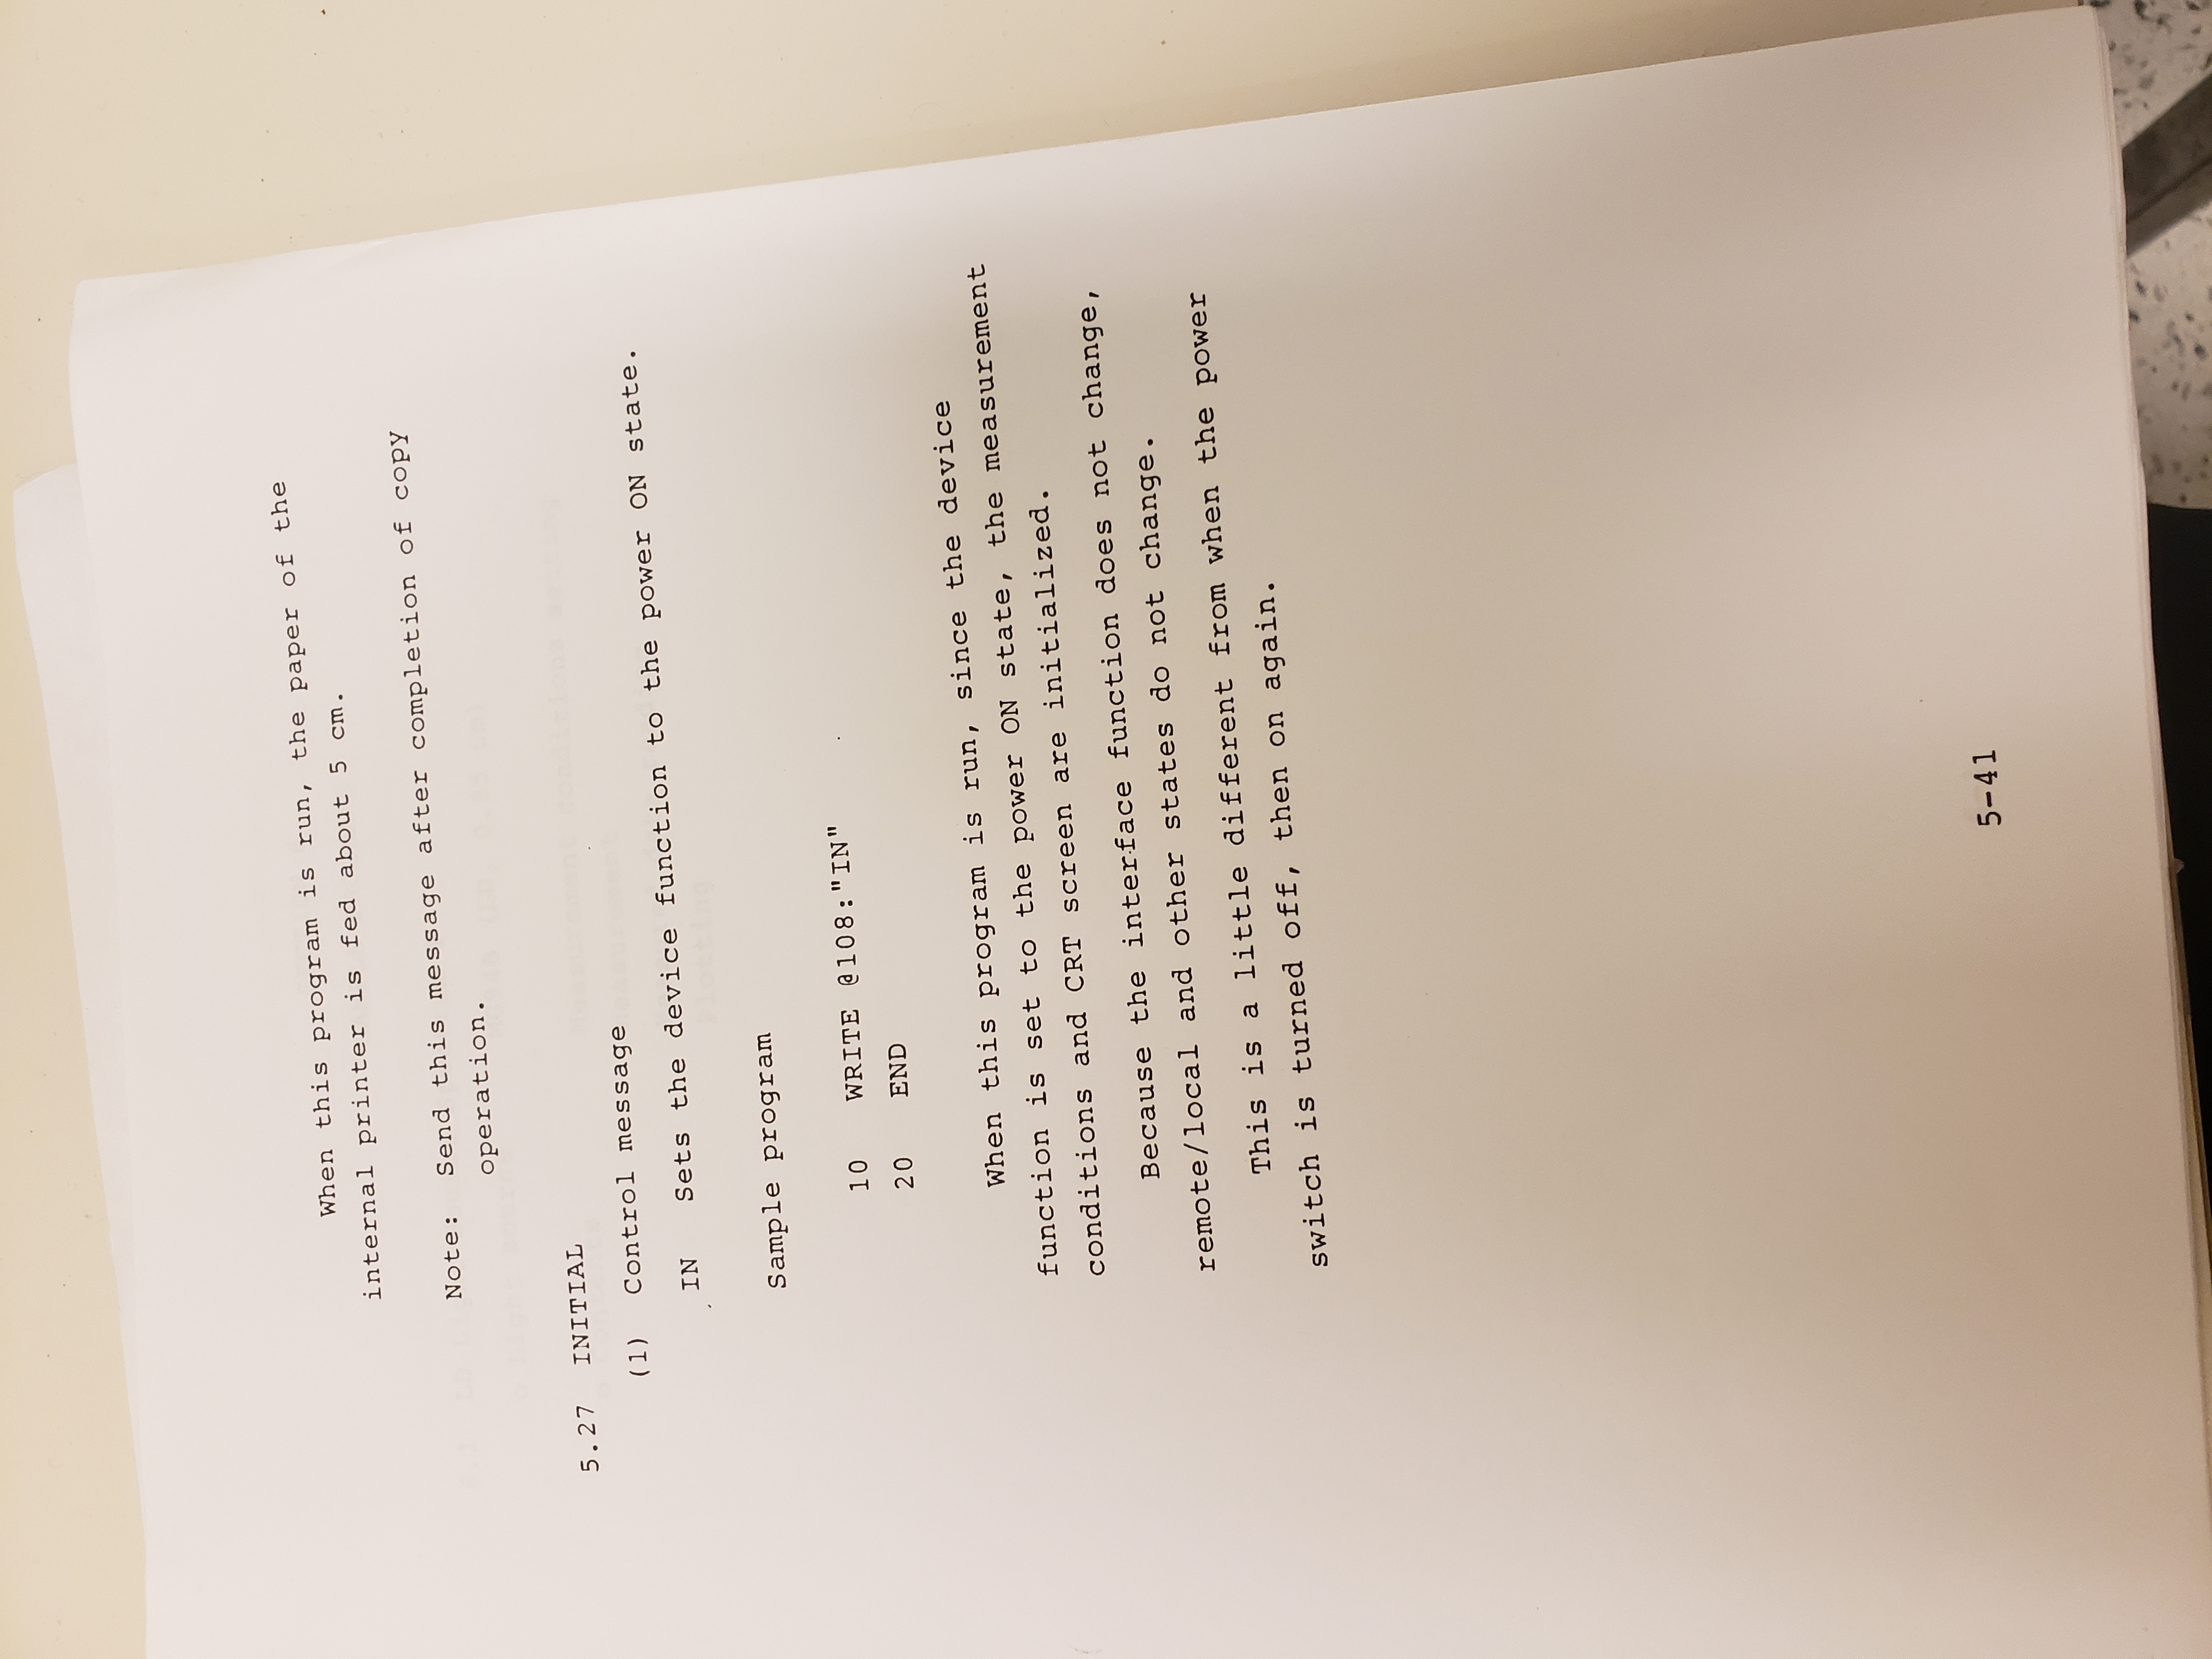 When this program is run, the paper of the
internal printer is fed about 5 cm.
Note: Send this message after completion of copy
operation.
5.27 INITIAL
(1) Control message
IN Sets the device function to the power ON state.
Sample program
10 WRITE @108:"IN"
20 END
When this program is run, since the device
function is set to the power ON state, the measurement
conditions and CRT screen are initialized.
Because the interface function does not change,
remote/local and other states do not change.
This is a little different from when the power
switch is turned off, then on again.
5-41